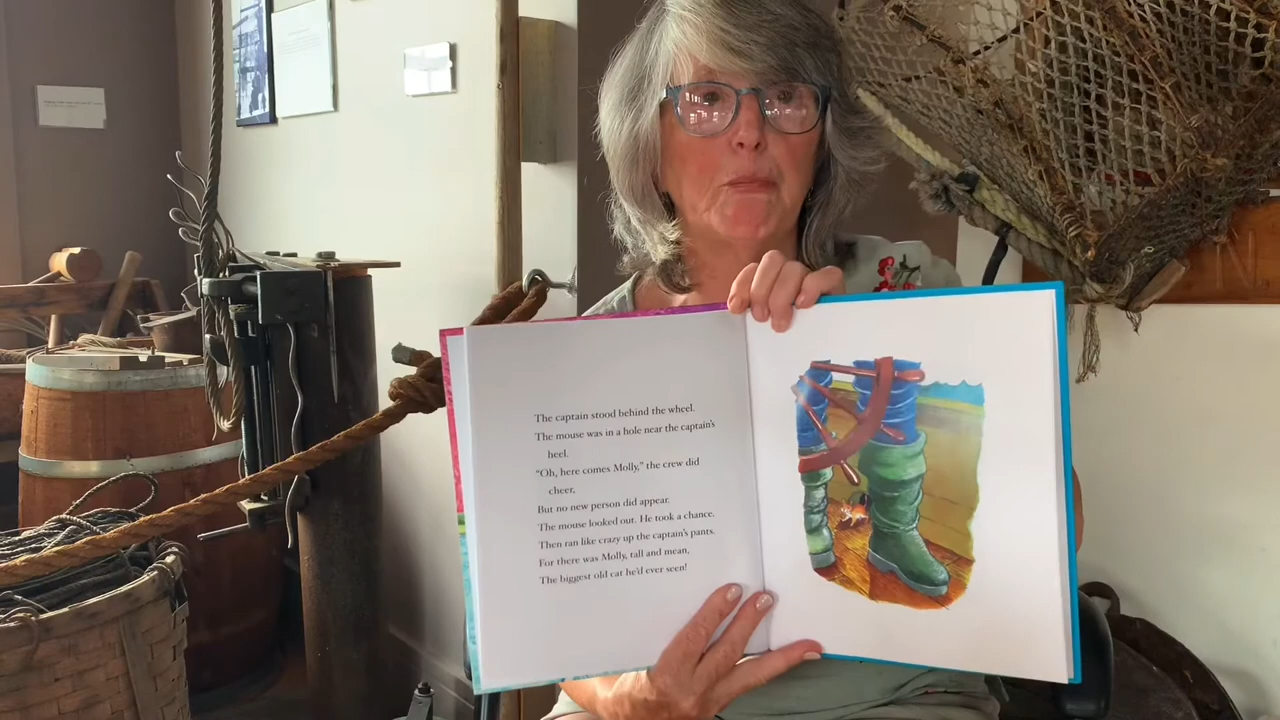 The captain stood behind the wheel.
The mouse was in a hole near the captain's
heel.
"Oh, here comes Molly," the crew did
cheer,
But no new person did appear.
The mouse looked out. He took a chance.
Then ran like crazy up the captain's pants.
For there was Molly, tall and mean,
The biggest old cat he'd ever seen!